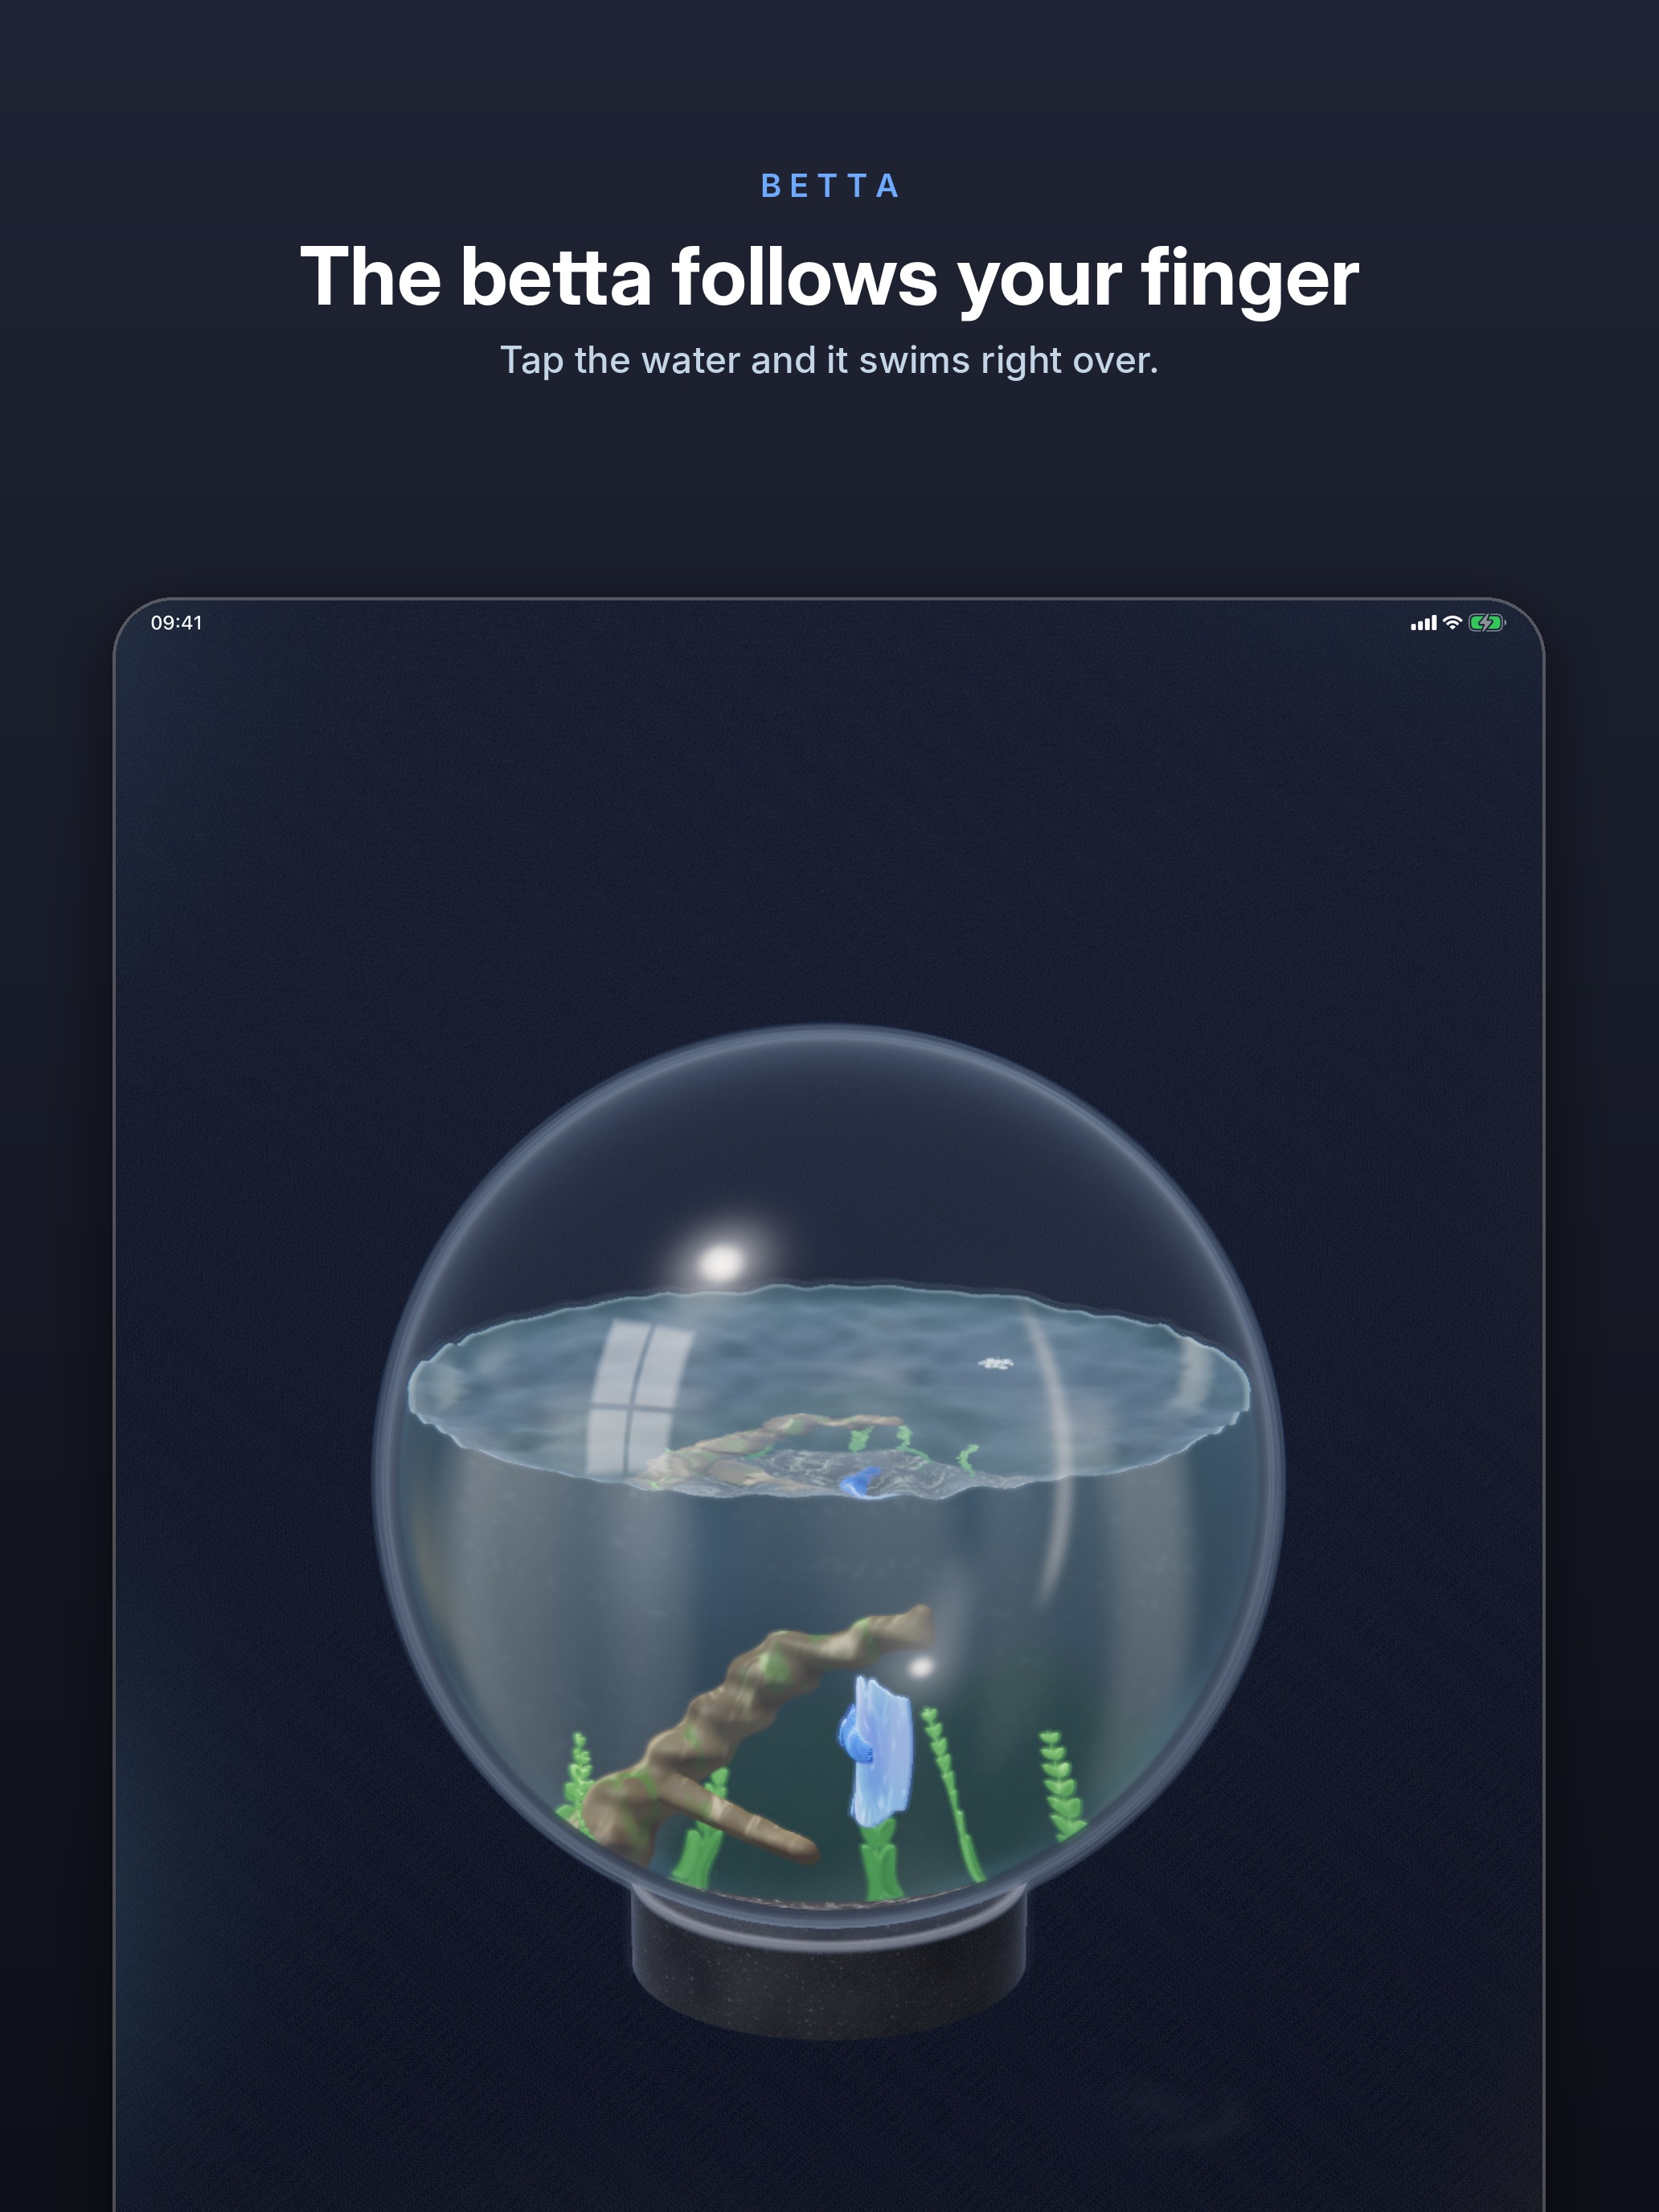 BETTA
The betta follows your finger
Tap the water and it swims right over.
09:41